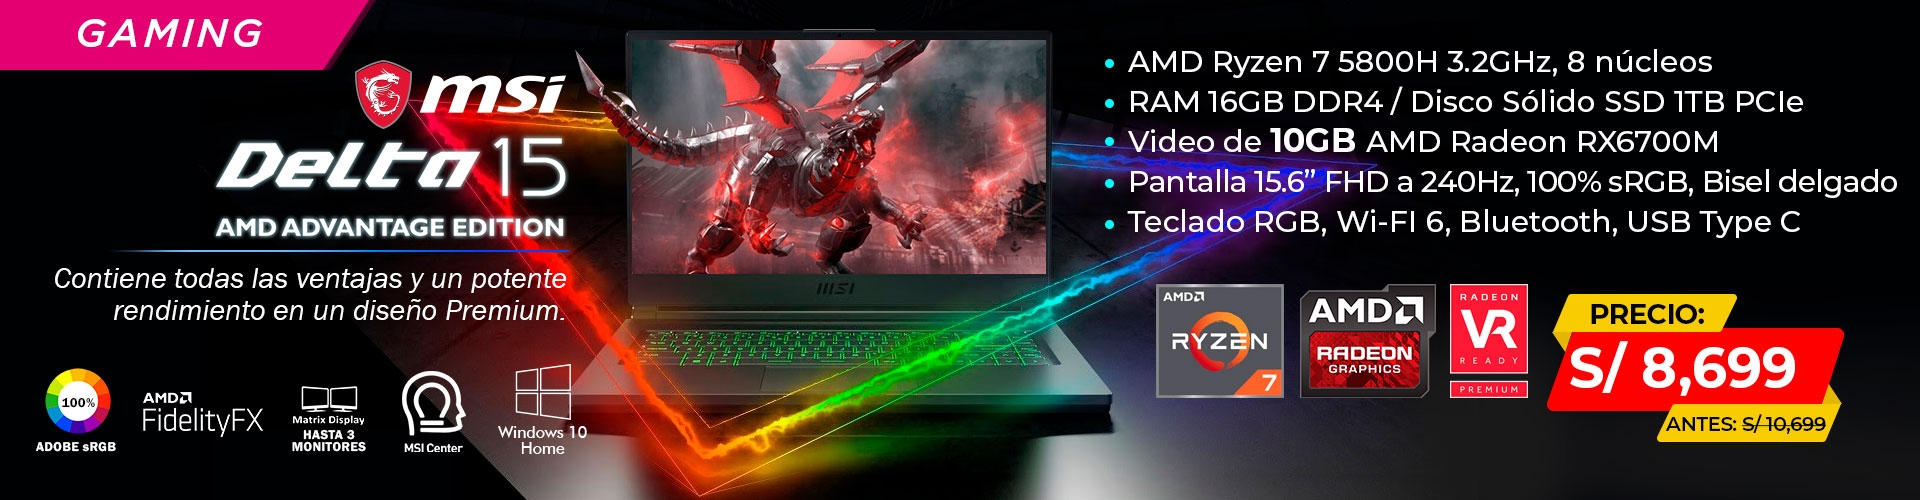 GAMING
msi
Delta 15
AMD ADVANTAGE EDITION
Contiene todas las ventajas y un potente
rendimiento en un diseño Premium.
100%
ADOBE sRGB
AMD
FidelityFX
Matrix Display
HASTA 3
MONITORES
MSI Center
Windows 10
Home
msi
• AMD Ryzen 7 5800H 3.2GHz, 8 núcleos
• RAM 16GB DDR4 / Disco Sólido SSD 1TB PCIe
• Video de 10GB AMD Radeon RX6700M
• Pantalla 15.6” FHD a 240Hz, 100% sRGB, Bisel delgado
• Teclado RGB, Wi-FI 6, Bluetooth, USB Type C
AMD
RYZEN
7
AMD
RADEON
GRAPHICS
RADEON
VR
READY
PREMIUM
PRECIO:
S/ 8,699
ANTES: S/ 10,699